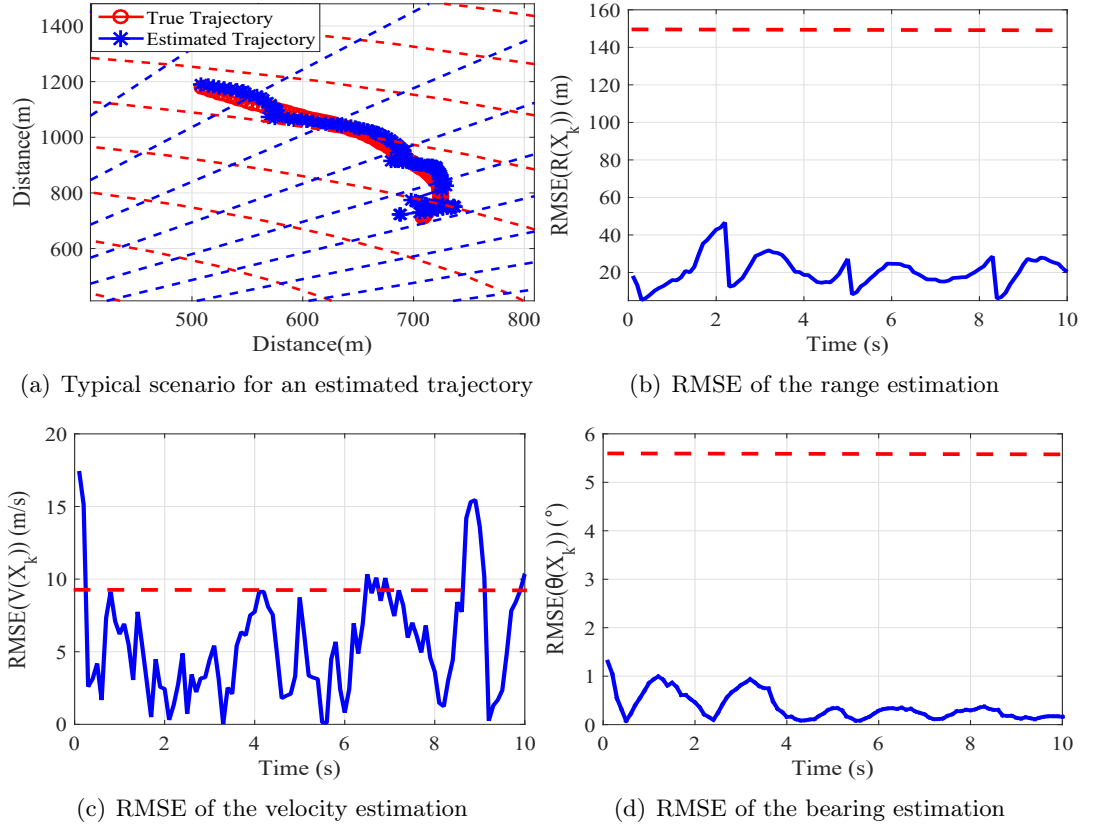 True Trajectory
Estimated Trajectory
1400
1200
1000
800
600
Distance(m)
500 600 700 800
Distance(m)
(a) Typical scenario for an estimated trajectory
160
140
120
100
80
60
40
20
RMSE(R(X_k)) (m)
0 2 4 6 8 10
Time (s)
(b) RMSE of the range estimation
20
15
10
5
0
RMSE(V(X_k)) (m/s)
0 2 4 6 8 10
Time (s)
(c) RMSE of the velocity estimation
6
5
4
3
2
1
0
RMSE(θ(X_k)) (°)
0 2 4 6 8 10
Time (s)
(d) RMSE of the bearing estimation